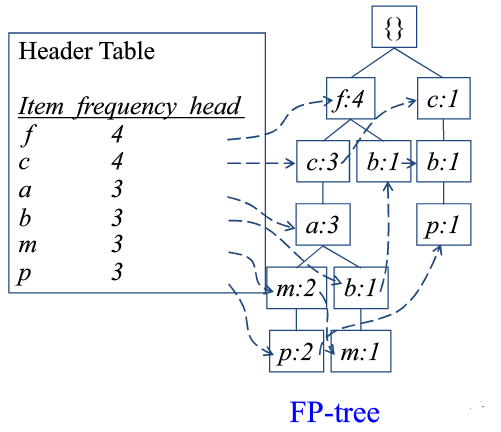 Header Table
Item frequency head
f 4
c 4
a 3
b 3
m 3
p 3
{}
f:4 c:1
c:3 b:1 b:1
a:3 p:1
m:2 b:1
p:2 m:1
FP-tree